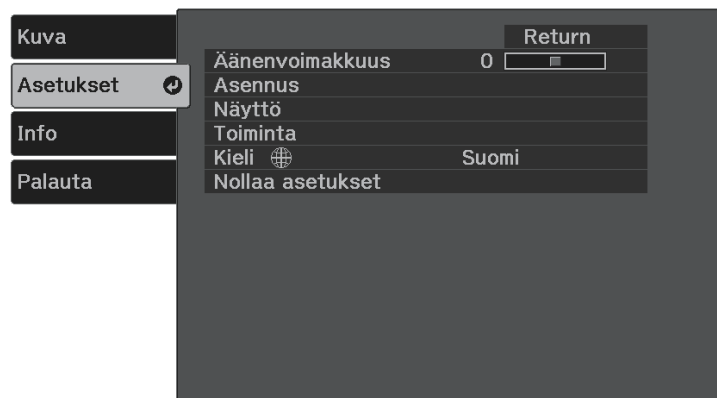 Kuva
Asetukset
Info
Palauta
Return
Äänenvoimakkuus 0
Asennus
Näyttö
Toiminta
Kieli Suomi
Nollaa asetukset